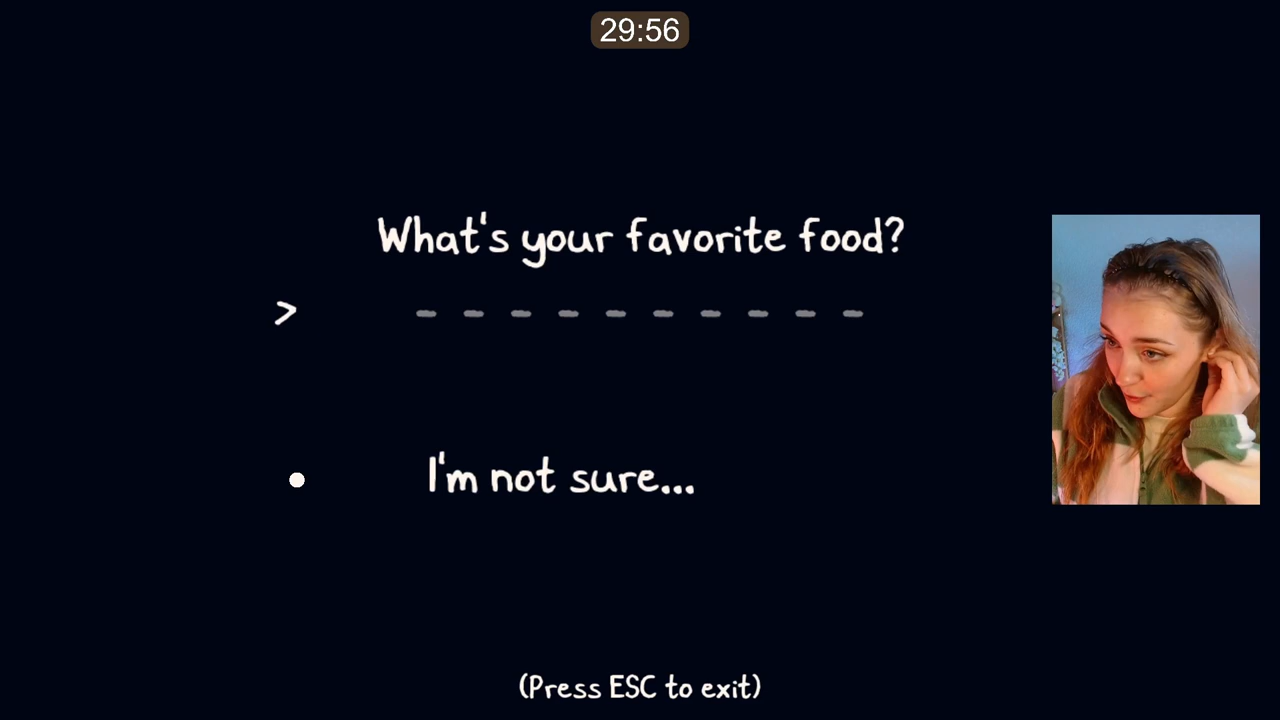 29:56
What's your favorite food?
> _ _ _ _ _ _ _ _ _ _
• I'm not sure...
(Press ESC to exit)